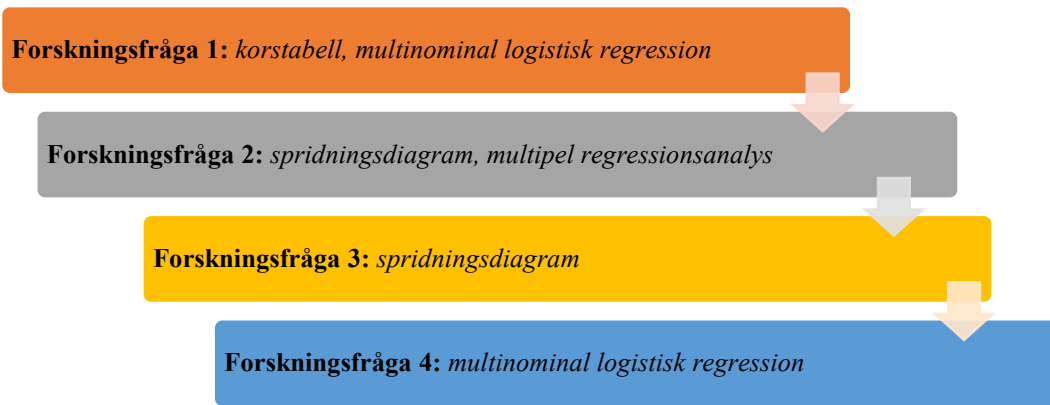 Forskningsfråga 1: korstabell, multinominal logistisk regression
Forskningsfråga 2: spridningsdiagram, multipel regressionsanalys
Forskningsfråga 3: spridningsdiagram
Forskningsfråga 4: multinominal logistisk regression